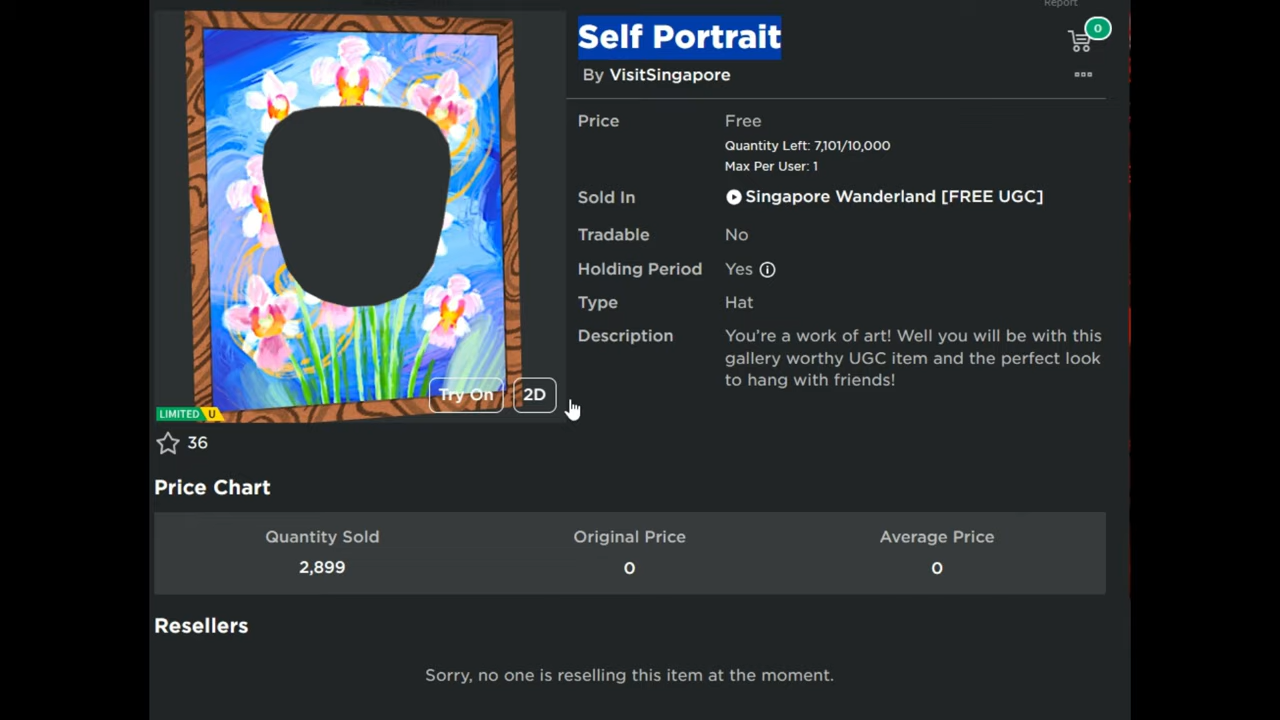 Report
Self Portrait
0
By VisitSingapore
Price
Free
Quantity Left: 7,101/10,000
Max Per User: 1
Sold In
Singapore Wanderland [FREE UGC]
Tradable
No
Holding Period
Yes
Type
Hat
Description
You're a work of art! Well you will be with this
gallery worthy UGC item and the perfect look
to hang with friends!
Try On
2D
LIMITED U
36
Price Chart
Quantity Sold
Original Price
Average Price
2,899
0
0
Resellers
Sorry, no one is reselling this item at the moment.